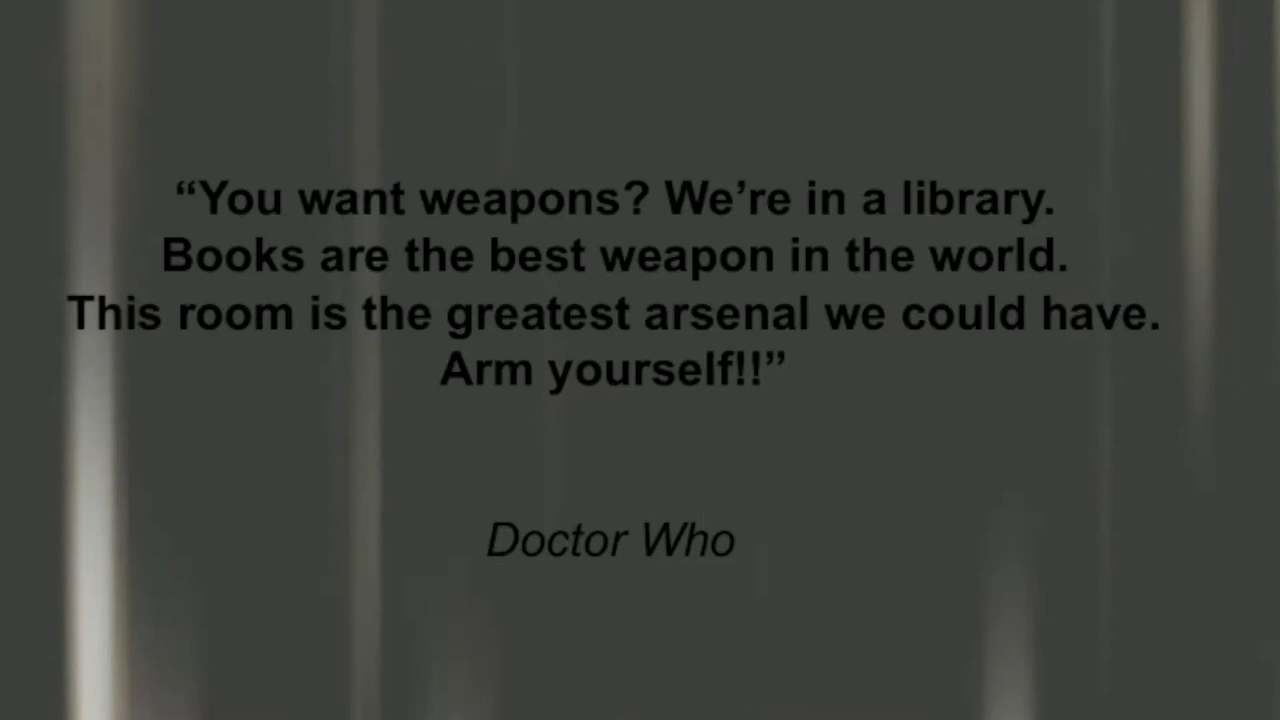 “You want weapons? We’re in a library.
Books are the best weapon in the world.
This room is the greatest arsenal we could have.
Arm yourself!!”
Doctor Who